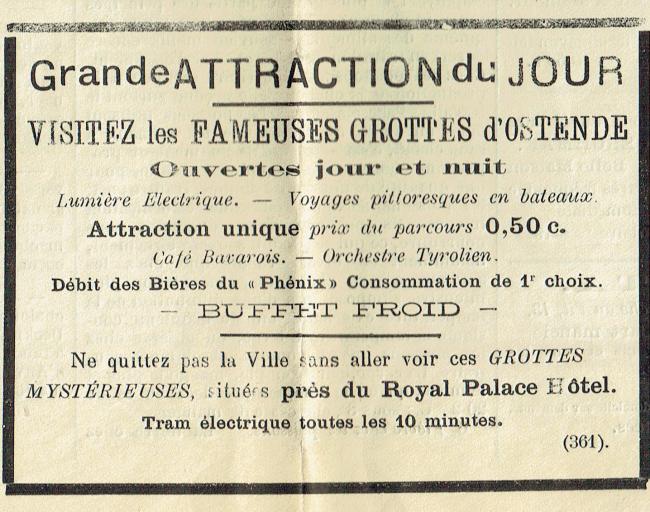 Grande ATTRACTION du JOUR
VISITEZ les FAMEUSES GROTTES d'OSTENDE
Ouvertes jour et nuit
Lumière Electrique. — Voyages pittoresques en bateaux.
Attraction unique prix du parcours 0,50 c.
Café Bavarois. — Orchestre Tyrolien.
Débit des Bières du « Phénix » Consommation de 1r choix.
— BUFFET FROID —
Ne quittez pas la Ville sans aller voir ces GROTTES
MYSTÉRIEUSES, situées près du Royal Palace Hôtel.
Tram électrique toutes les 10 minutes.
(361).